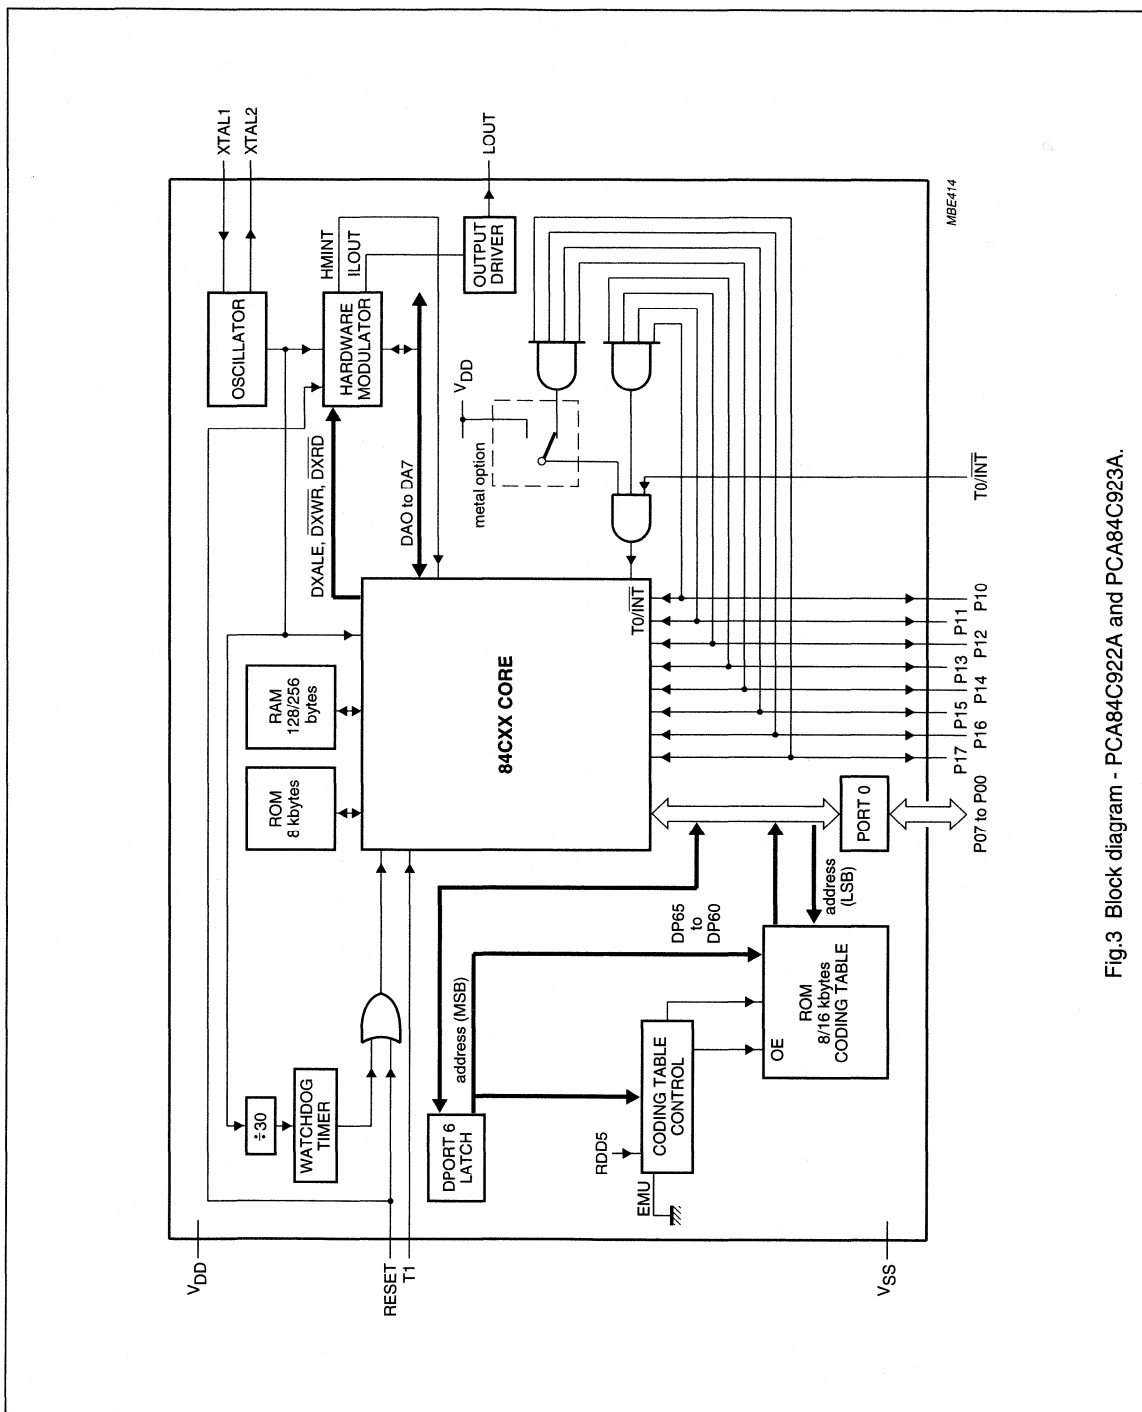 XTAL1
XTAL2
LOUT
OSCILLATOR
HARDWARE
MODULATOR
HMINT
ILOUT
OUTPUT
DRIVER
DXALE, DXWR, DXRD
DAO to DA7
VDD
metal option
T0/INT
RAM
128/256
bytes
ROM
8 kbytes
84CXX CORE
T0/INT
P10
P11
P12
P13
P14
P15
P16
P17
PORT 0
P07 to P00
÷30
WATCHDOG
TIMER
DPORT 6
LATCH
address (MSB)
DP65
to
DP60
address
(LSB)
RDD5
EMU
CODING TABLE
CONTROL
OE
ROM
8/16 kbytes
CODING TABLE
VDD
RESET
T1
VSS
MBE414
Fig.3 Block diagram - PCA84C922A and PCA84C923A.